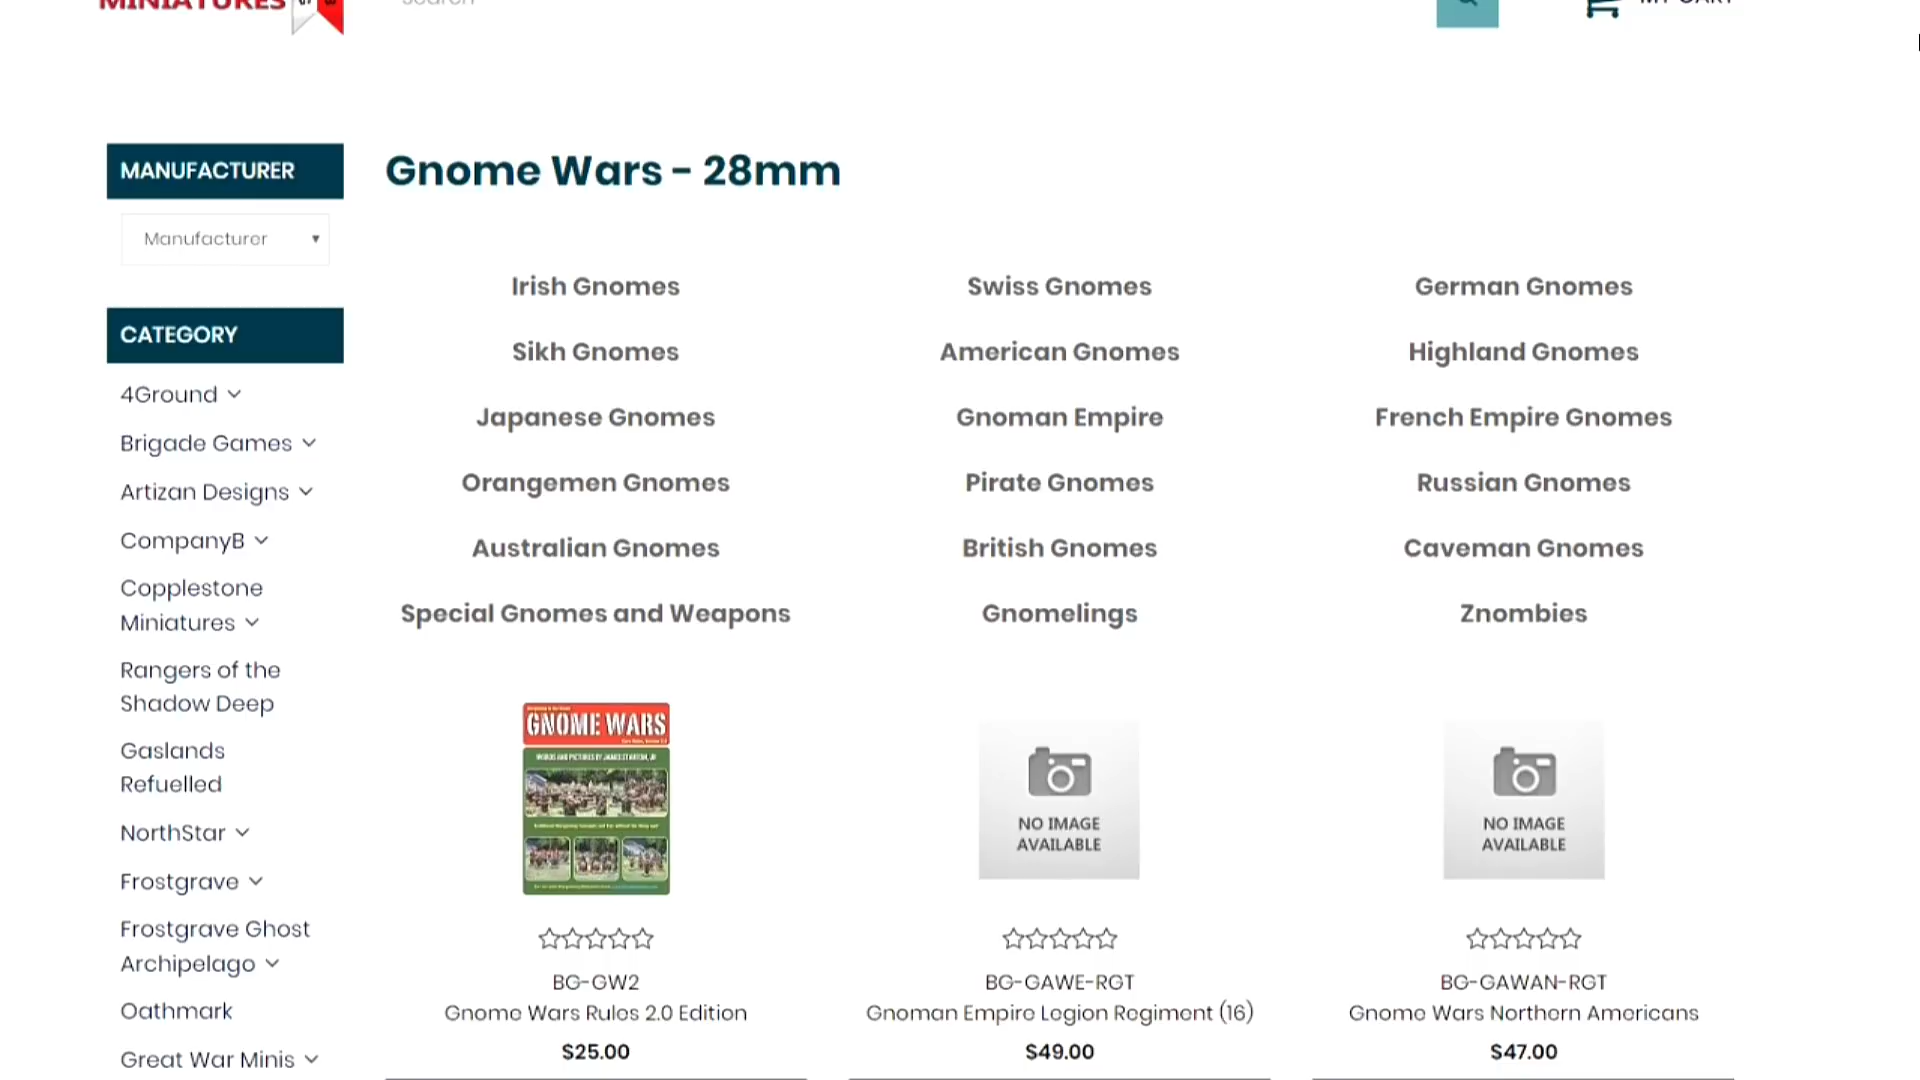 MINIATURES
Search
MY CART
MANUFACTURER
Manufacturer
CATEGORY
4Ground
Brigade Games
Artizan Designs
CompanyB
Copplestone
Miniatures
Rangers of the
Shadow Deep
Gaslands
Refuelled
NorthStar
Frostgrave
Frostgrave Ghost
Archipelago
Oathmark
Great War Minis
Gnome Wars - 28mm
Irish Gnomes
Swiss Gnomes
German Gnomes
Sikh Gnomes
American Gnomes
Highland Gnomes
Japanese Gnomes
Gnoman Empire
French Empire Gnomes
Orangemen Gnomes
Pirate Gnomes
Russian Gnomes
Australian Gnomes
British Gnomes
Caveman Gnomes
Special Gnomes and Weapons
Gnomelings
Znombies
GNOME WARS
WORDS AND PICTURES BY JAMES STANTON, JR
BG-GW2
Gnome Wars Rules 2.0 Edition
$25.00
NO IMAGE
AVAILABLE
BG-GAWE-RGT
Gnoman Empire Legion Regiment (16)
$49.00
NO IMAGE
AVAILABLE
BG-GAWAN-RGT
Gnome Wars Northern Americans
$47.00